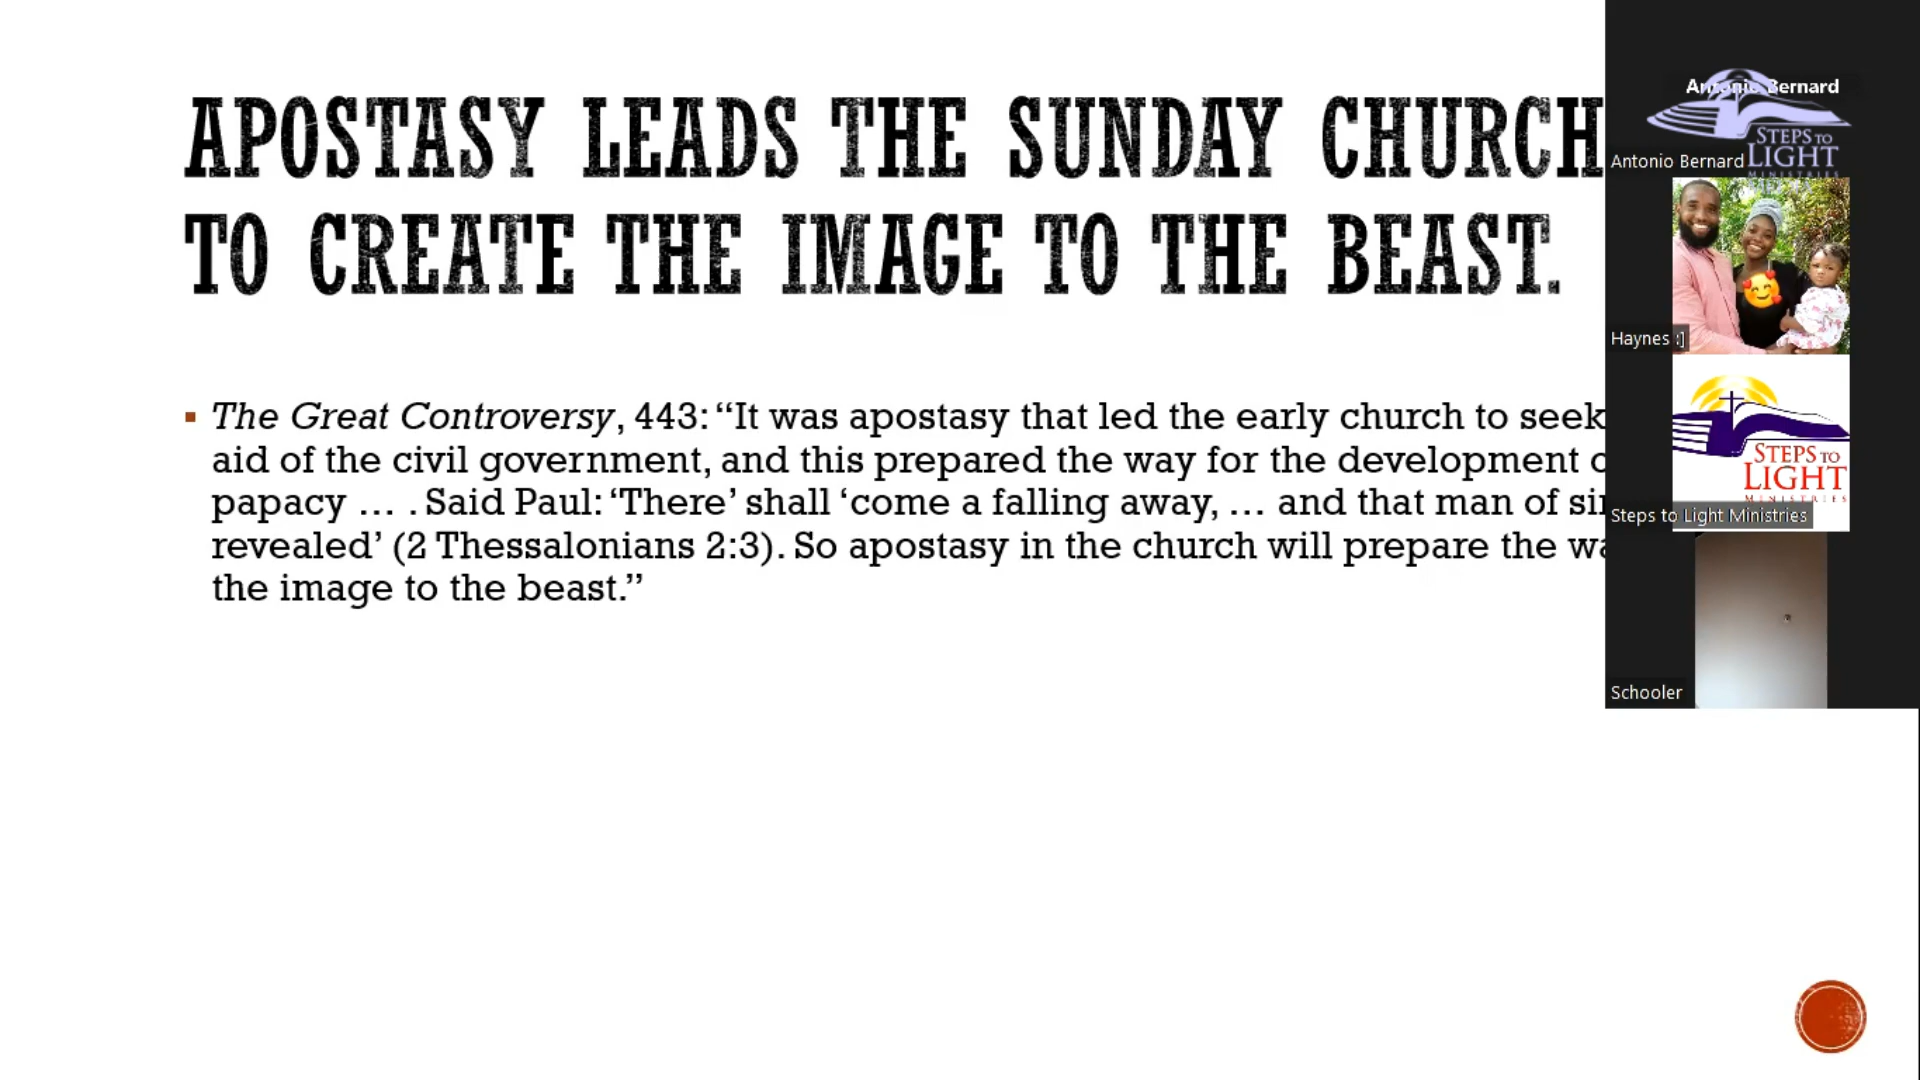 APOSTASY LEADS THE SUNDAY CHURCH
TO CREATE THE IMAGE TO THE BEAST.
▪ The Great Controversy, 443: “It was apostasy that led the early church to seek
aid of the civil government, and this prepared the way for the development
papacy … . Said Paul: ‘There’ shall ‘come a falling away, … and that man of
revealed’ (2 Thessalonians 2:3). So apostasy in the church will prepare the
the image to the beast.”
Antonio Bernard
STEPS TO
LIGHT
MINISTRIES
Antonio Bernard
Haynes :]
STEPS TO
LIGHT
MINISTRIES
Steps to Light Ministries
Schooler